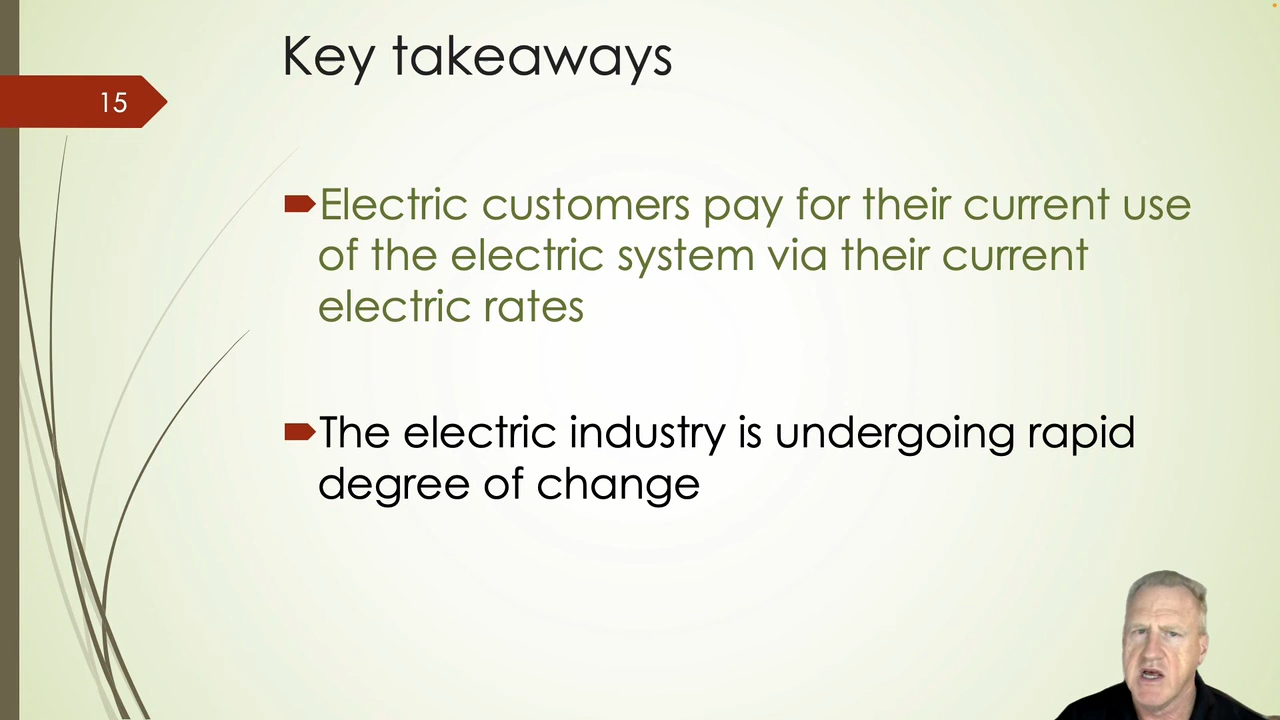 Key takeaways
15
Electric customers pay for their current use
of the electric system via their current
electric rates
The electric industry is undergoing rapid
degree of change